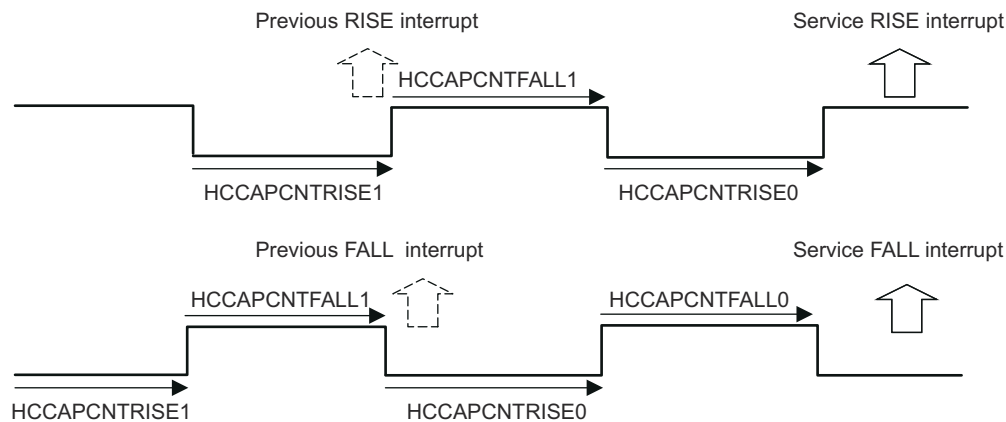 Previous RISE interrupt
Service RISE interrupt
HCCAPCNTFALL1
HCCAPCNTRISE1
HCCAPCNTRISE0
Previous FALL interrupt
Service FALL interrupt
HCCAPCNTFALL1
HCCAPCNTFALL0
HCCAPCNTRISE1
HCCAPCNTRISE0